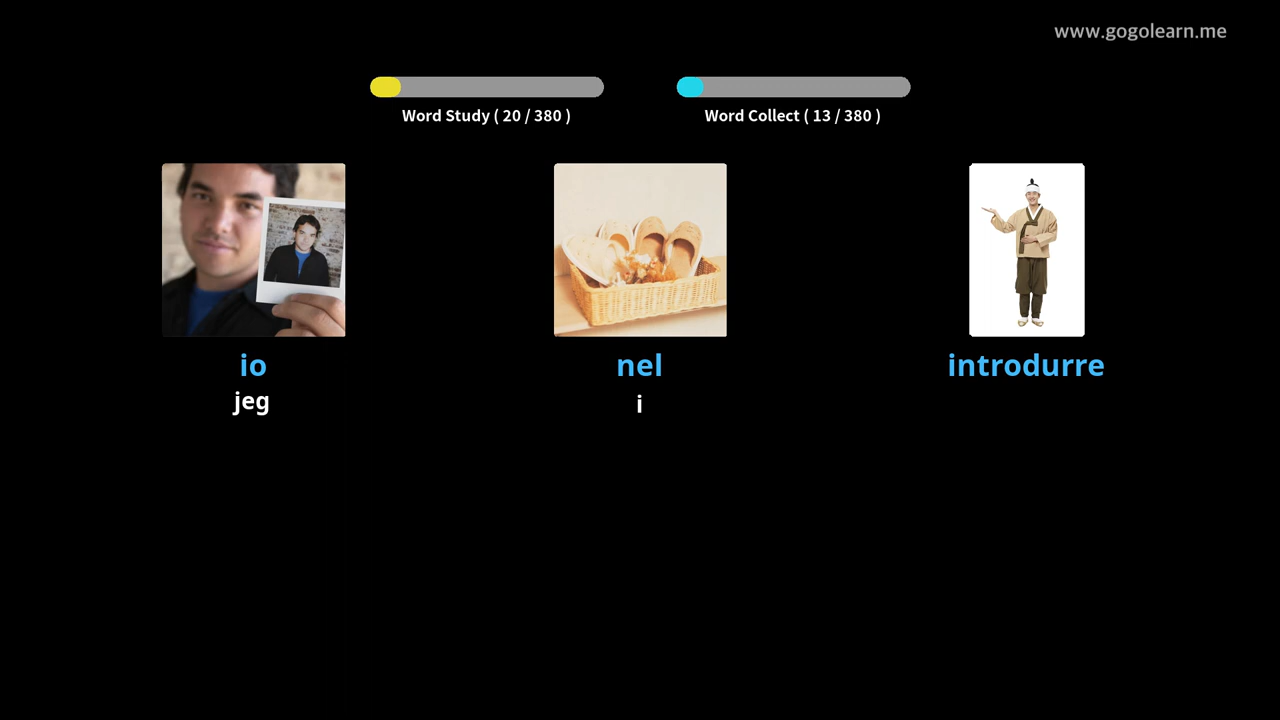 www.gogolearn.me
Word Study ( 20 / 380 )
Word Collect ( 13 / 380 )
io
nel
introdurre
jeg
i